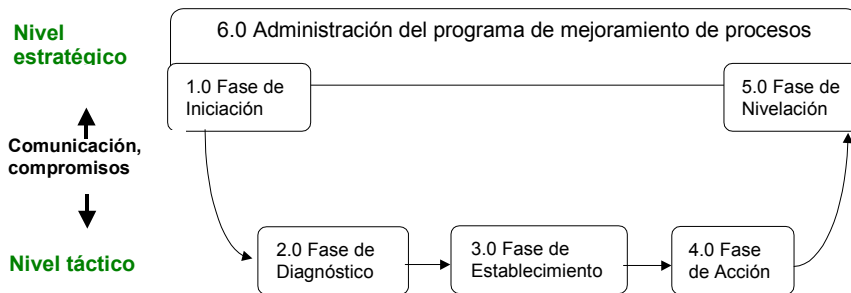 Nivel
estratégico
6.0 Administración del programa de mejoramiento de procesos
1.0 Fase de
Iniciación
5.0 Fase de
Nivelación
Comunicación,
compromisos
Nivel táctico
2.0 Fase de
Diagnóstico
3.0 Fase de
Establecimiento
4.0 Fase
de Acción